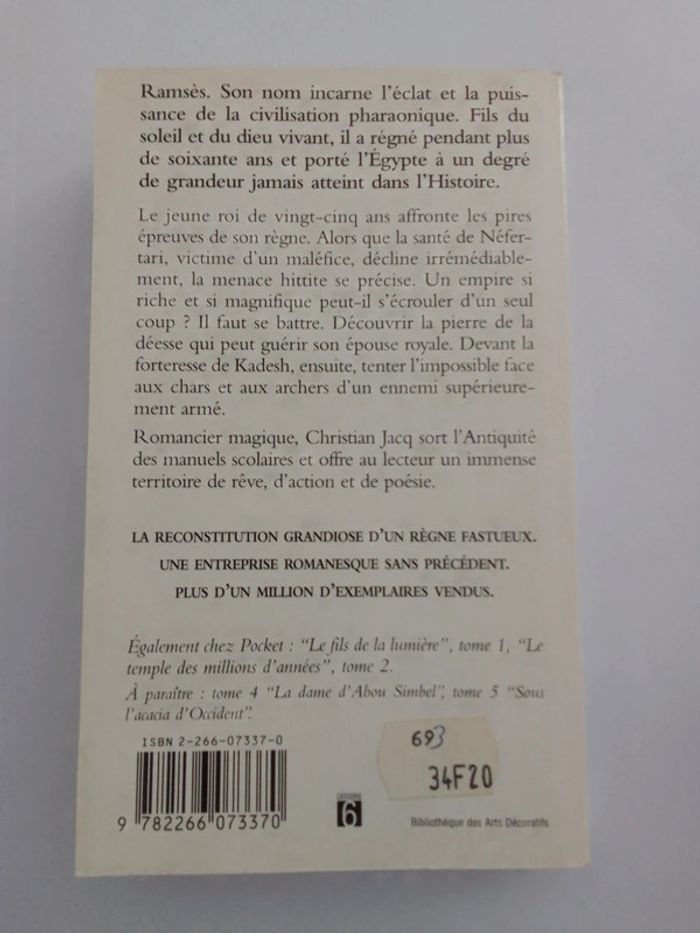 Ramsès. Son nom incarne l'éclat et la puis-
sance de la civilisation pharaonique. Fils du
soleil et du dieu vivant, il a régné pendant plus
de soixante ans et porté l'Égypte à un degré
de grandeur jamais atteint dans l'Histoire.
Le jeune roi de vingt-cinq ans affronte les pires
épreuves de son règne. Alors que la santé de Néfer-
tari, victime d'un maléfice, décline irrémédiable-
ment, la menace hittite se précise. Un empire si
riche et si magnifique peut-il s'écrouler d'un seul
coup ? Il faut se battre. Découvrir la pierre de la
déesse qui peut guérir son épouse royale. Devant la
forteresse de Kadesh, ensuite, tenter l'impossible face
aux chars et aux archers d'un ennemi supérieure-
ment armé.
Romancier magique, Christian Jacq sort l'Antiquité
des manuels scolaires et offre au lecteur un immense
territoire de rêve, d'action et de poésie.
LA RECONSTITUTION GRANDIOSE D'UN RÈGNE FASTUEUX.
UNE ENTREPRISE ROMANESQUE SANS PRÉCÉDENT.
PLUS D'UN MILLION D'EXEMPLAIRES VENDUS.
Également chez Pocket : "Le fils de la lumière", tome 1, "Le
temple des millions d'années", tome 2.
À paraître : tome 4 "La dame d'Abou Simbel", tome 5 "Sous
l'acacia d'Occident".
ISBN 2-266-07337-0
693
34F20
9 782266 073370
CATÉGORIE
6
Bibliothèque des Arts Décoratifs